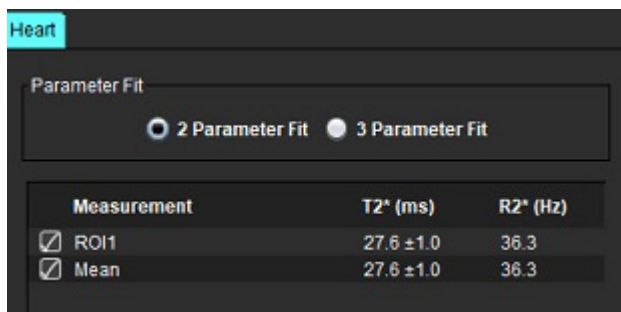 Heart
Parameter Fit
2 Parameter Fit 3 Parameter Fit
Measurement T2* (ms) R2* (Hz)
ROI1 27.6 ±1.0 36.3
Mean 27.6 ±1.0 36.3